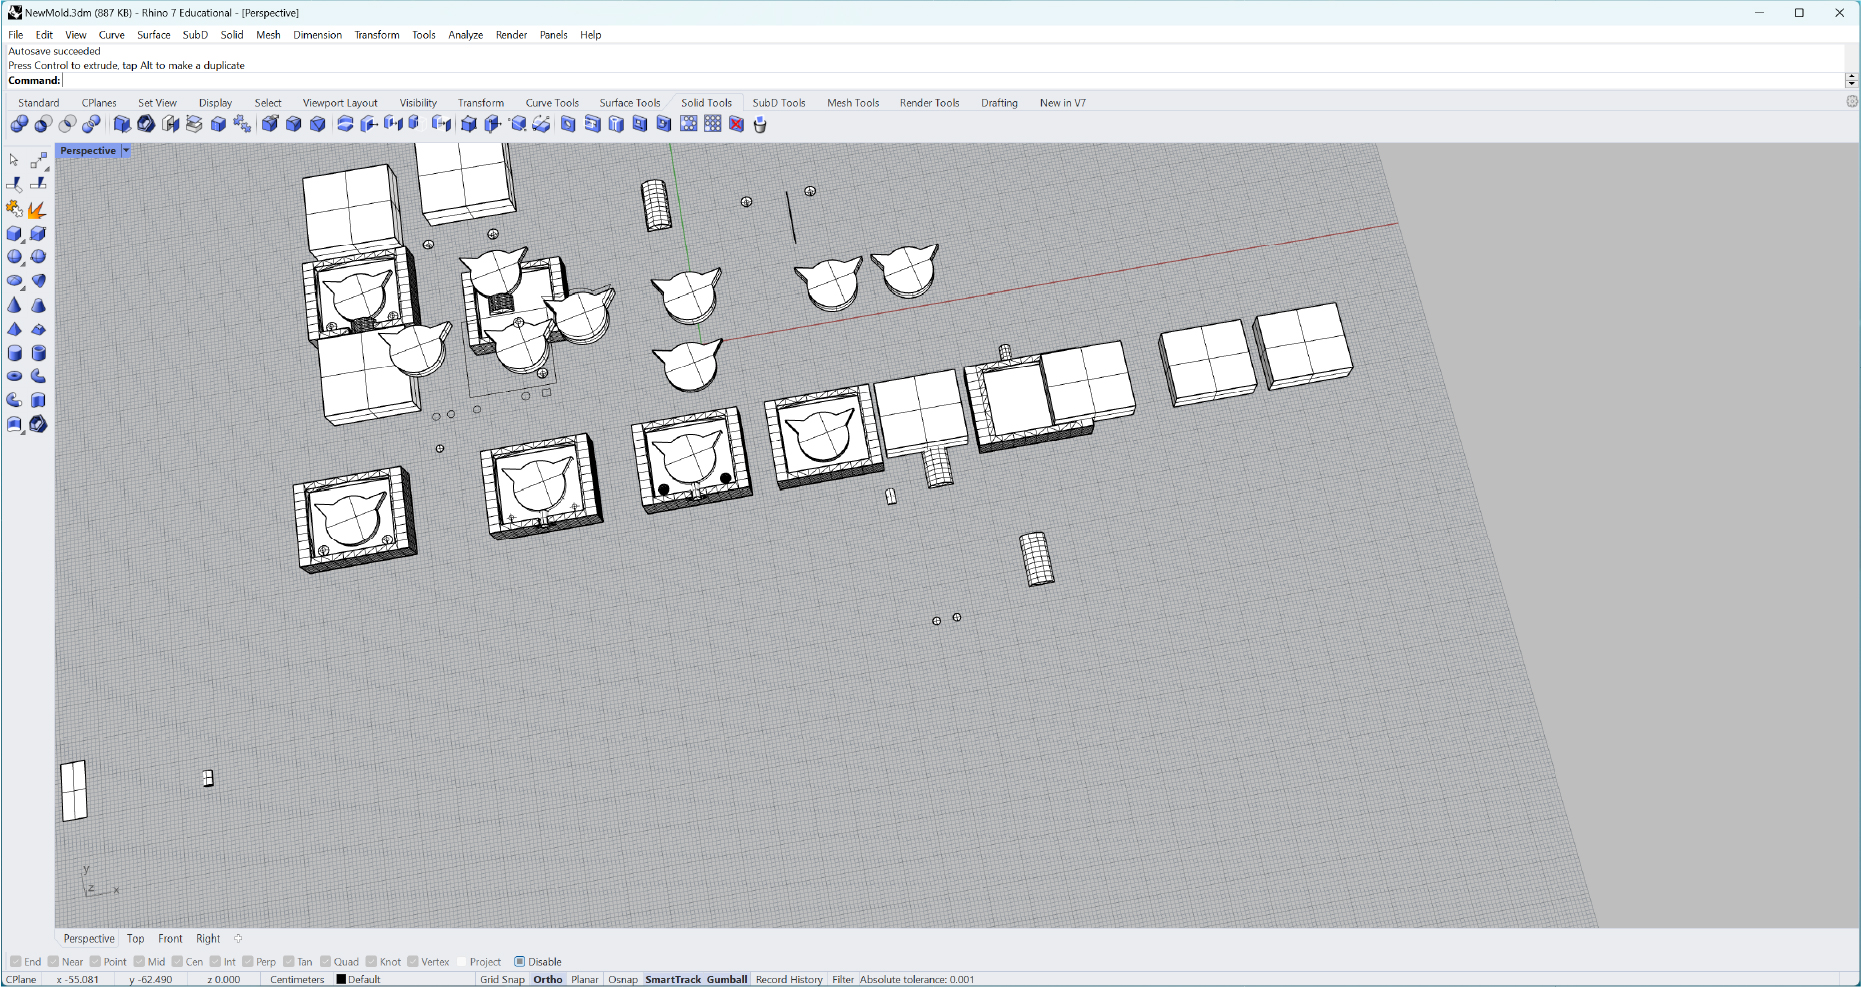 NewMold.3dm (887 KB) - Rhino 7 Educational - [Perspective]
File Edit View Curve Surface SubD Solid Mesh Dimension Transform Tools Analyze Render Panels Help
Autosave succeeded
Press Control to extrude, tap Alt to make a duplicate
Command:
Standard CPlanes Set View Display Select Viewport Layout Visibility Transform Curve Tools Surface Tools Solid Tools SubD Tools Mesh Tools Render Tools Drafting New in V7
Perspective
y
z x
Perspective Top Front Right
End Near Point Mid Cen Int Perp Tan Quad Knot Vertex Project Disable
CPlane x -55.081 y -62.490 z 0.000 Centimeters Default Grid Snap Ortho Planar Osnap SmartTrack Gumball Record History Filter Absolute tolerance: 0.001